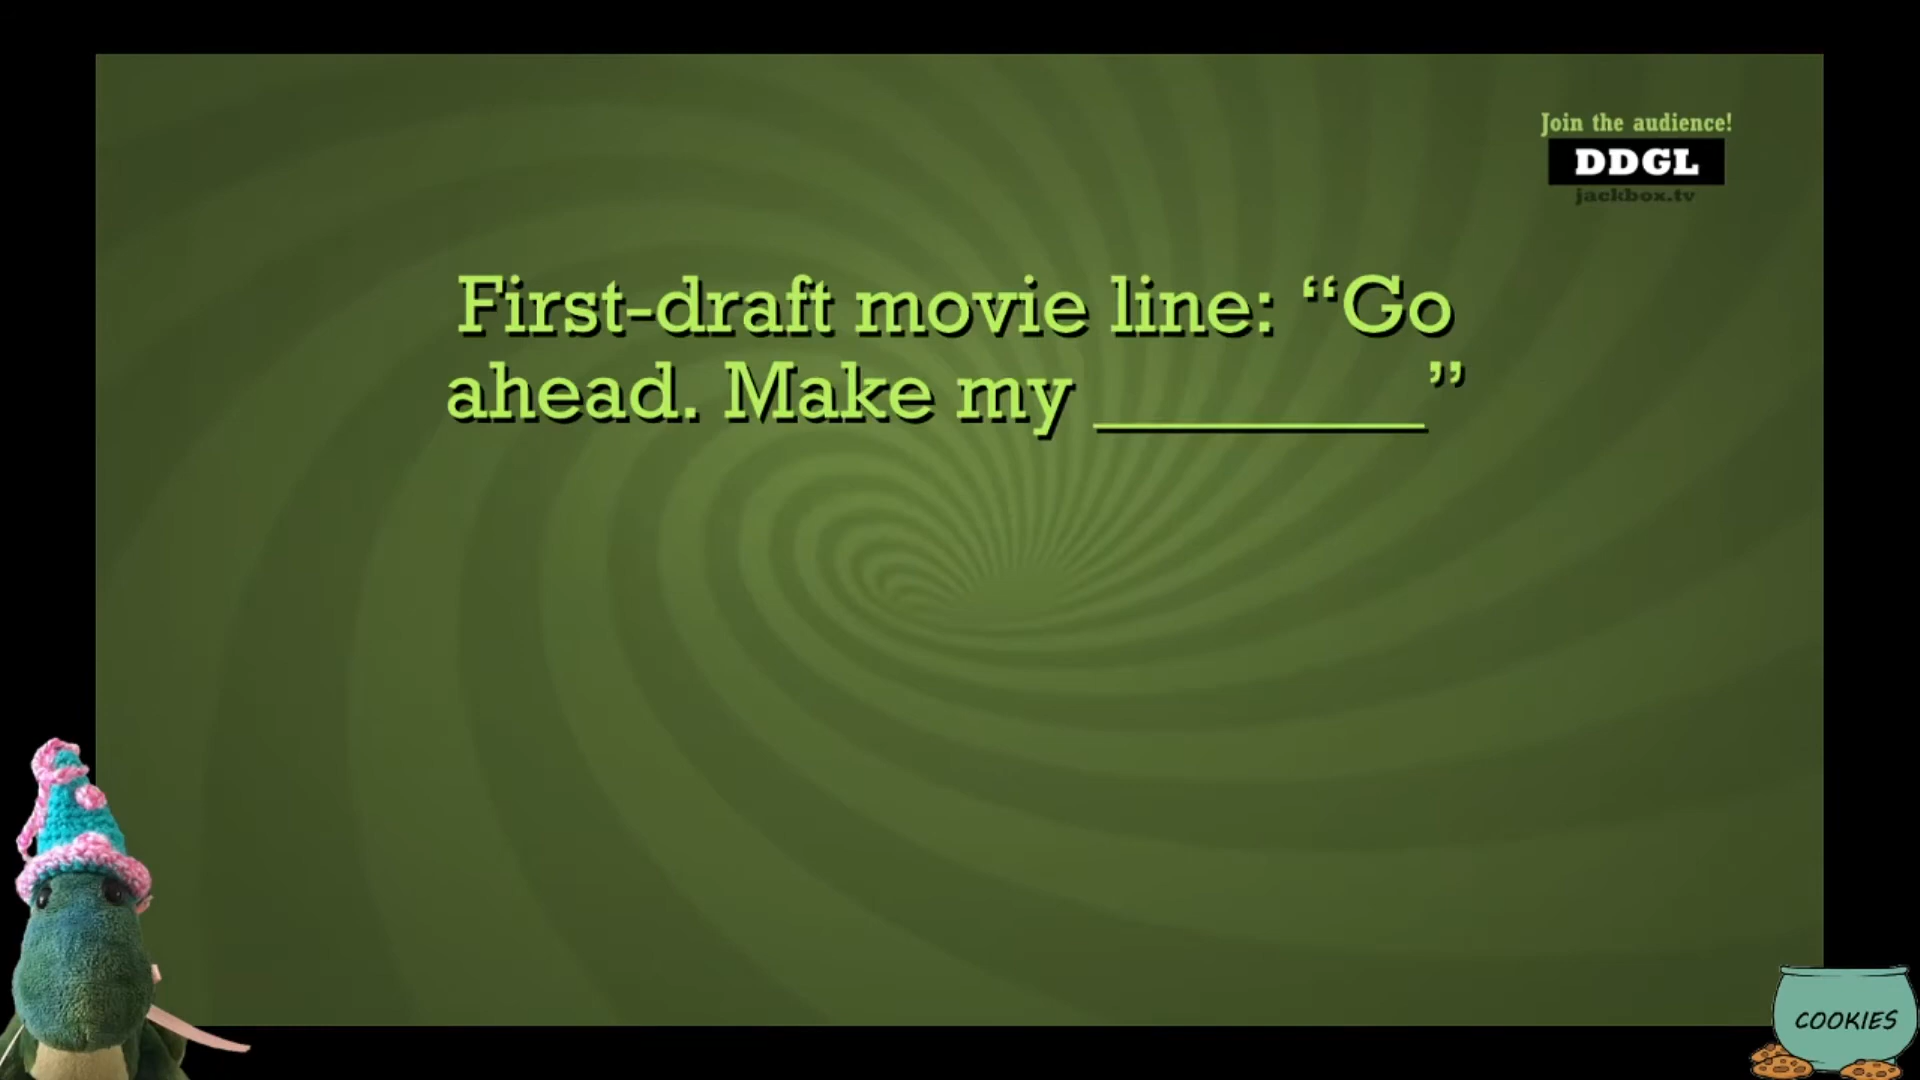 Join the audience!
DDGL
jackbox.tv
First-draft movie line: “Go
ahead. Make my ________”
COOKIES